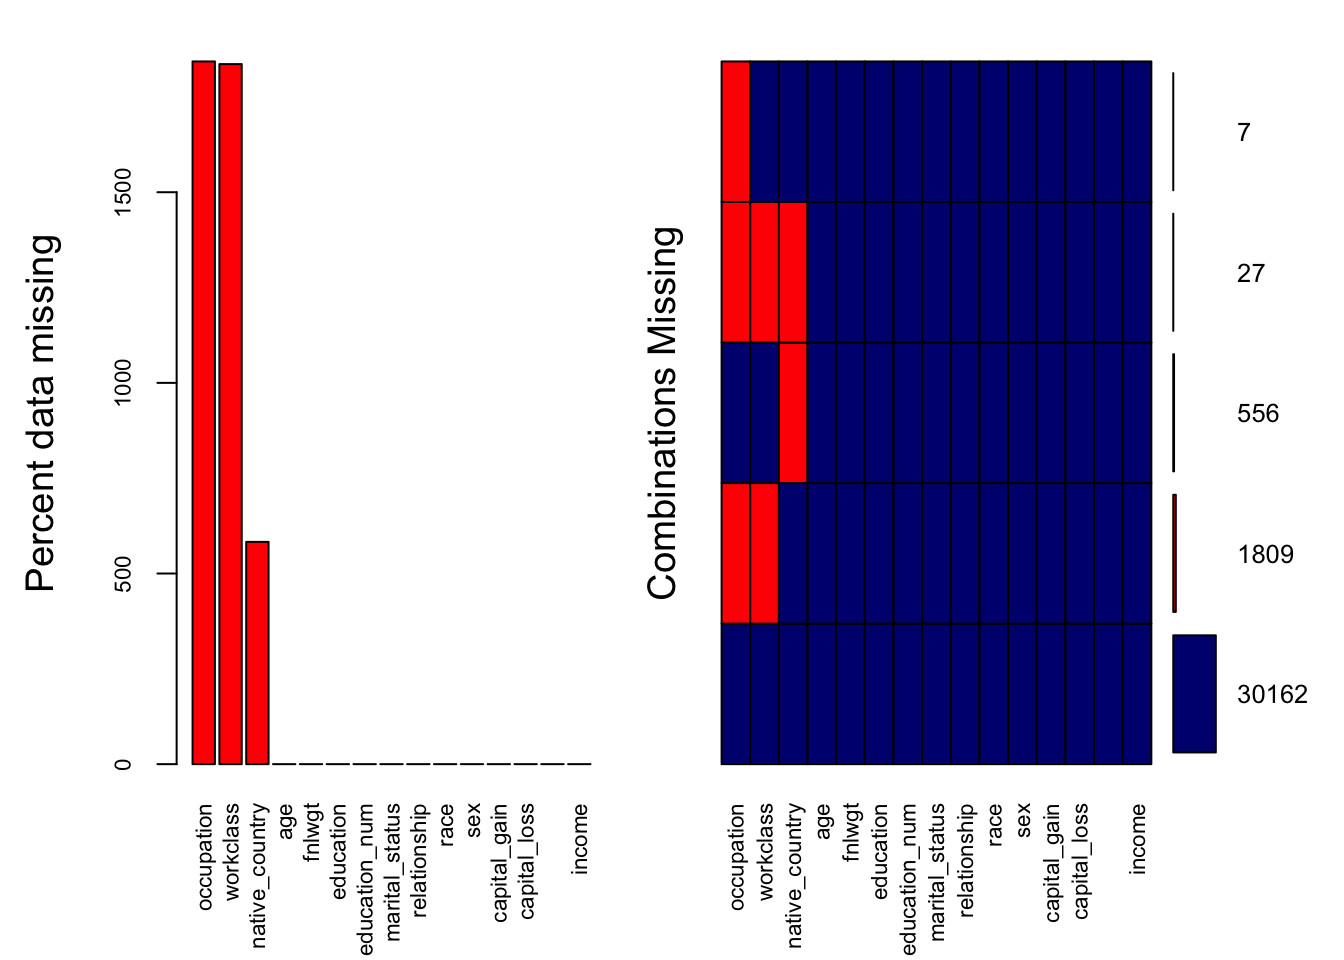 Percent data missing
1500
1000
500
0
occupation
workclass
native_country
age
fnlwgt
education
education_num
marital_status
relationship
race
sex
capital_gain
capital_loss
income
Combinations Missing
7
27
556
1809
30162
occupation
workclass
native_country
age
fnlwgt
education
education_num
marital_status
relationship
race
sex
capital_gain
capital_loss
income